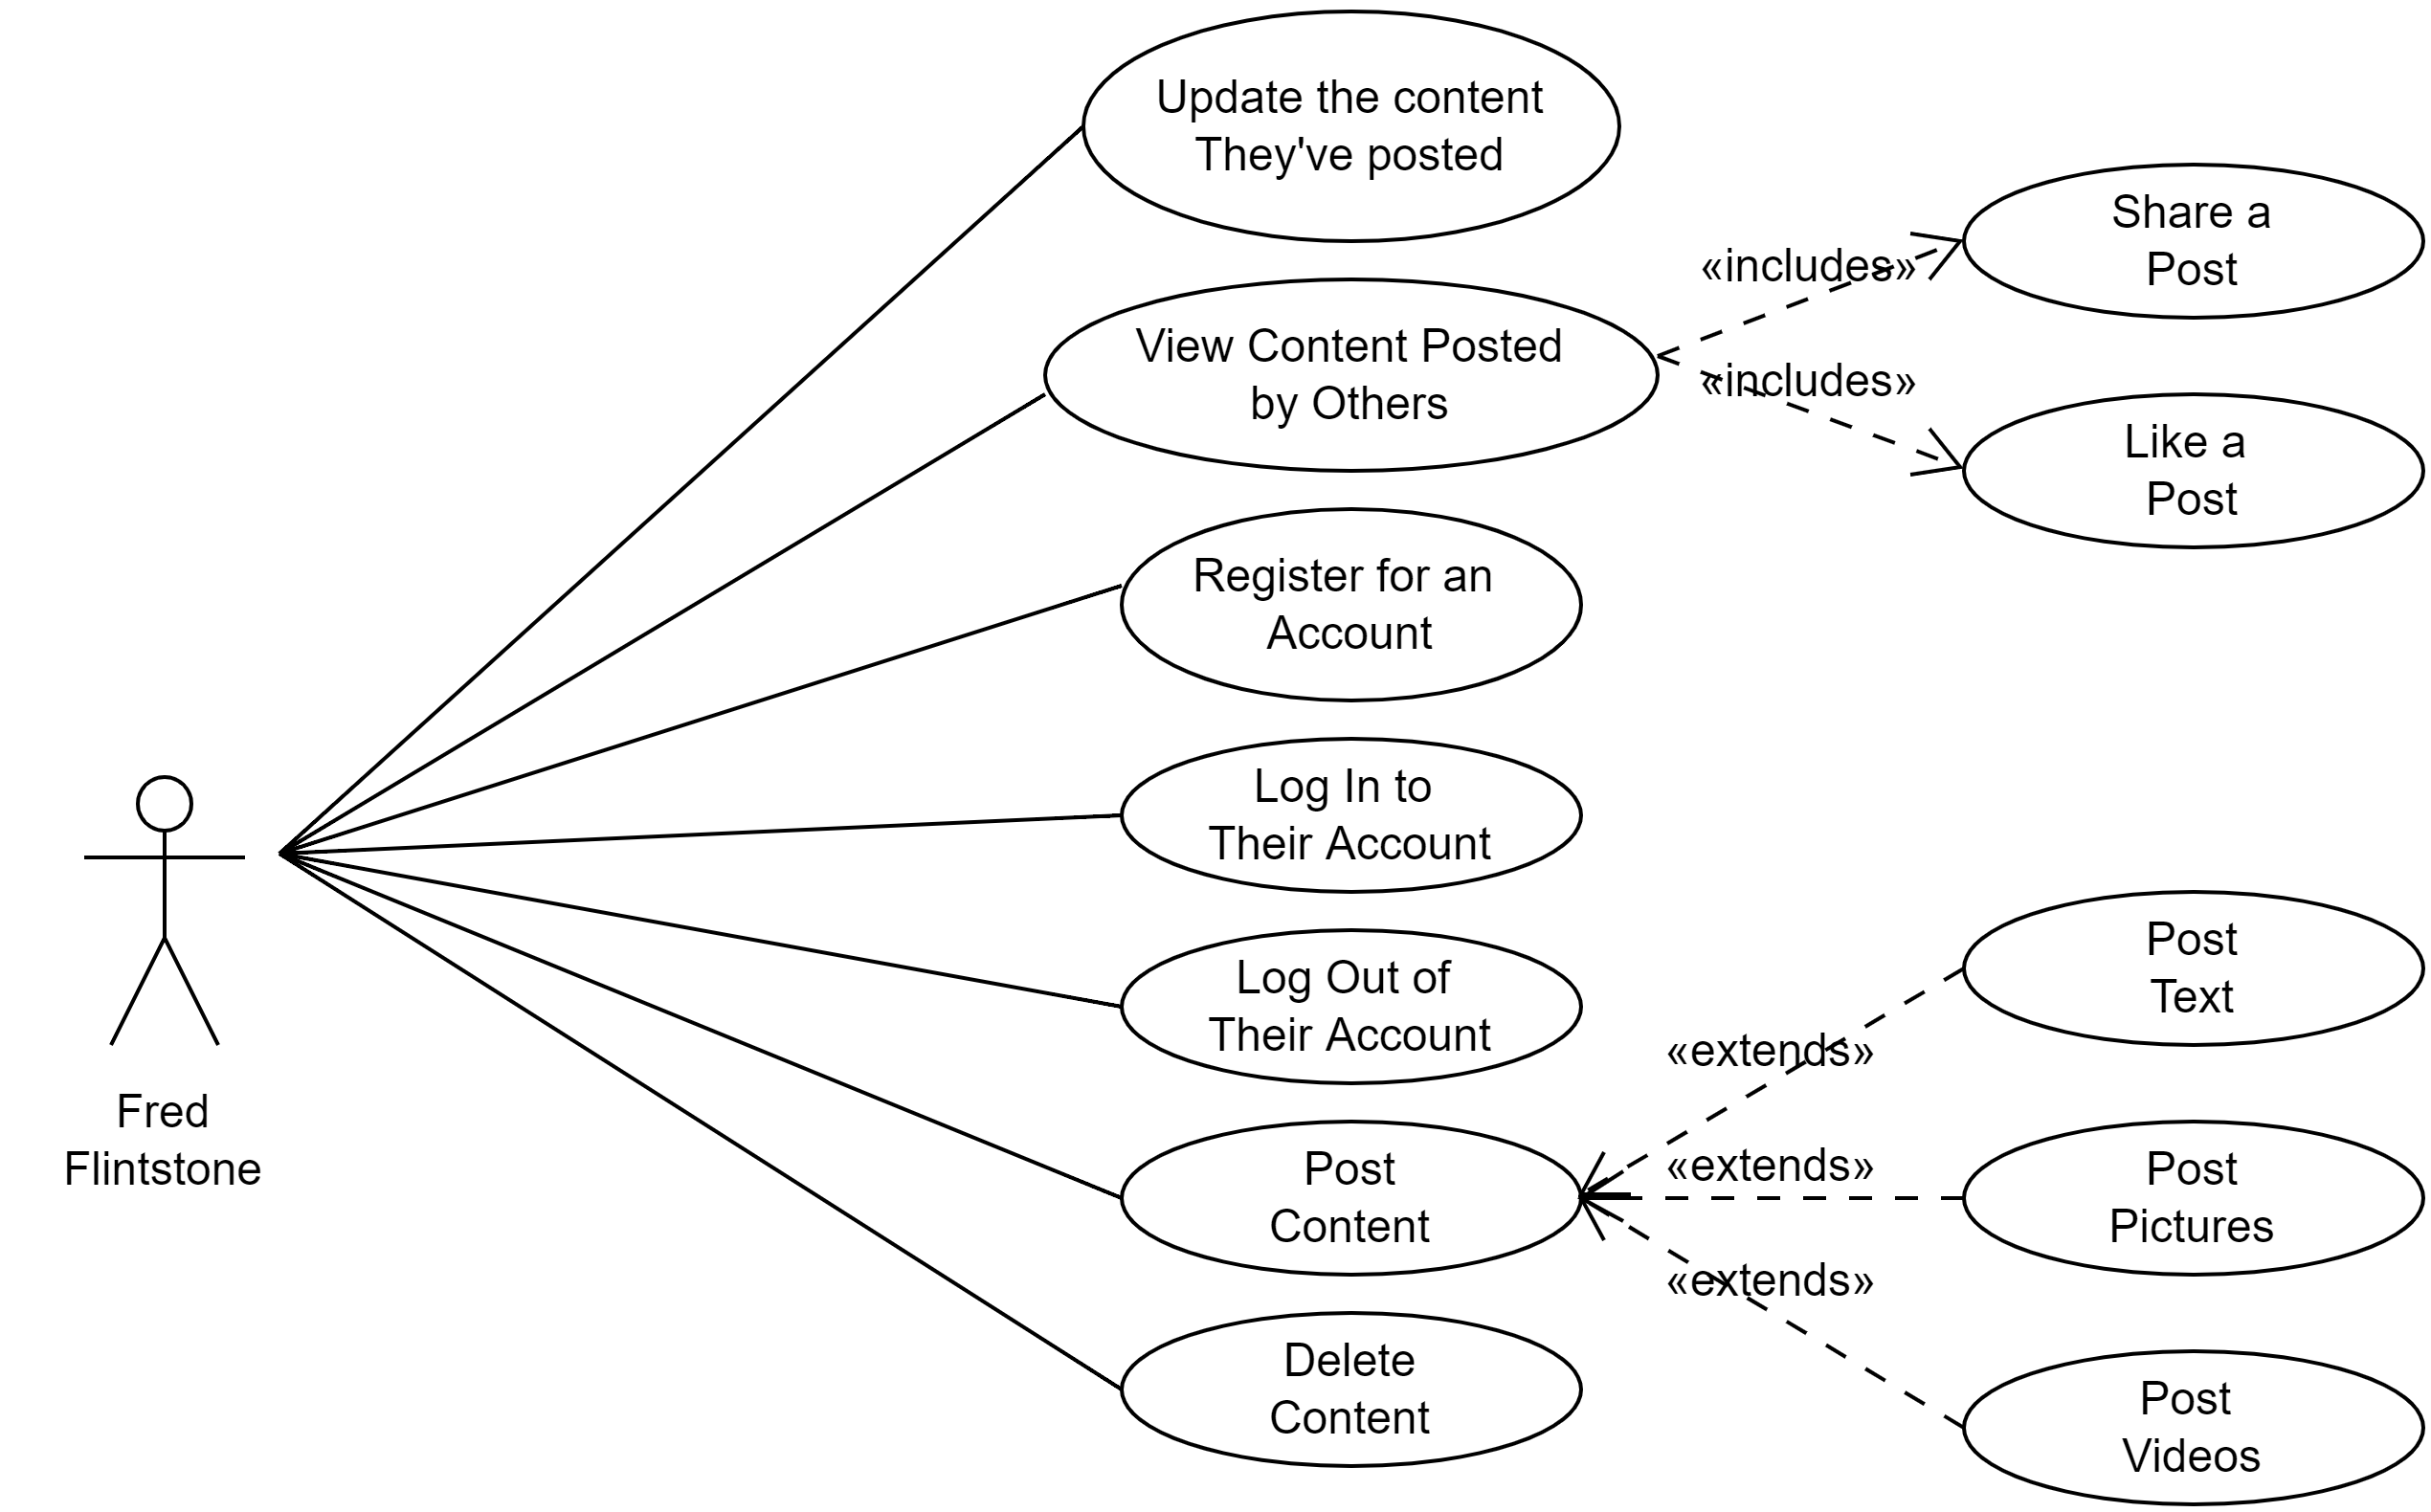 Update the content
They've posted
View Content Posted
by Others
«includes»
«includes»
Share a
Post
Like a
Post
Register for an
Account
Log In to
Their Account
Log Out of
Their Account
Fred
Flintstone
Post
Content
«extends»
«extends»
«extends»
Post
Text
Post
Pictures
Post
Videos
Delete
Content